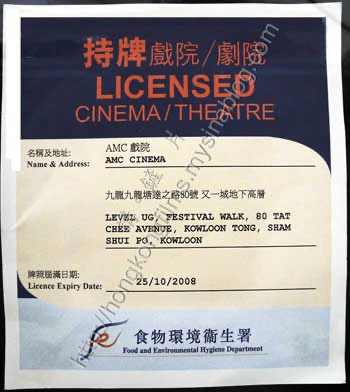 持牌戲院/劇院
LICENSED
CINEMA/THEATRE
名稱及地址: AMC 戲院
Name & Address: AMC CINEMA
九龍九龍塘達之路80號 又一城地下高層
LEVEL UG, FESTIVAL WALK, 80 TAT
CHEE AVENUE, KOWLOON TONG, SHAM
SHUI PO, KOWLOON
牌照屆滿日期:
Licence Expiry Date: 25/10/2008
食物環境衞生署
Food and Environmental Hygiene Department
http://hongkongfilms.mysinablog.com